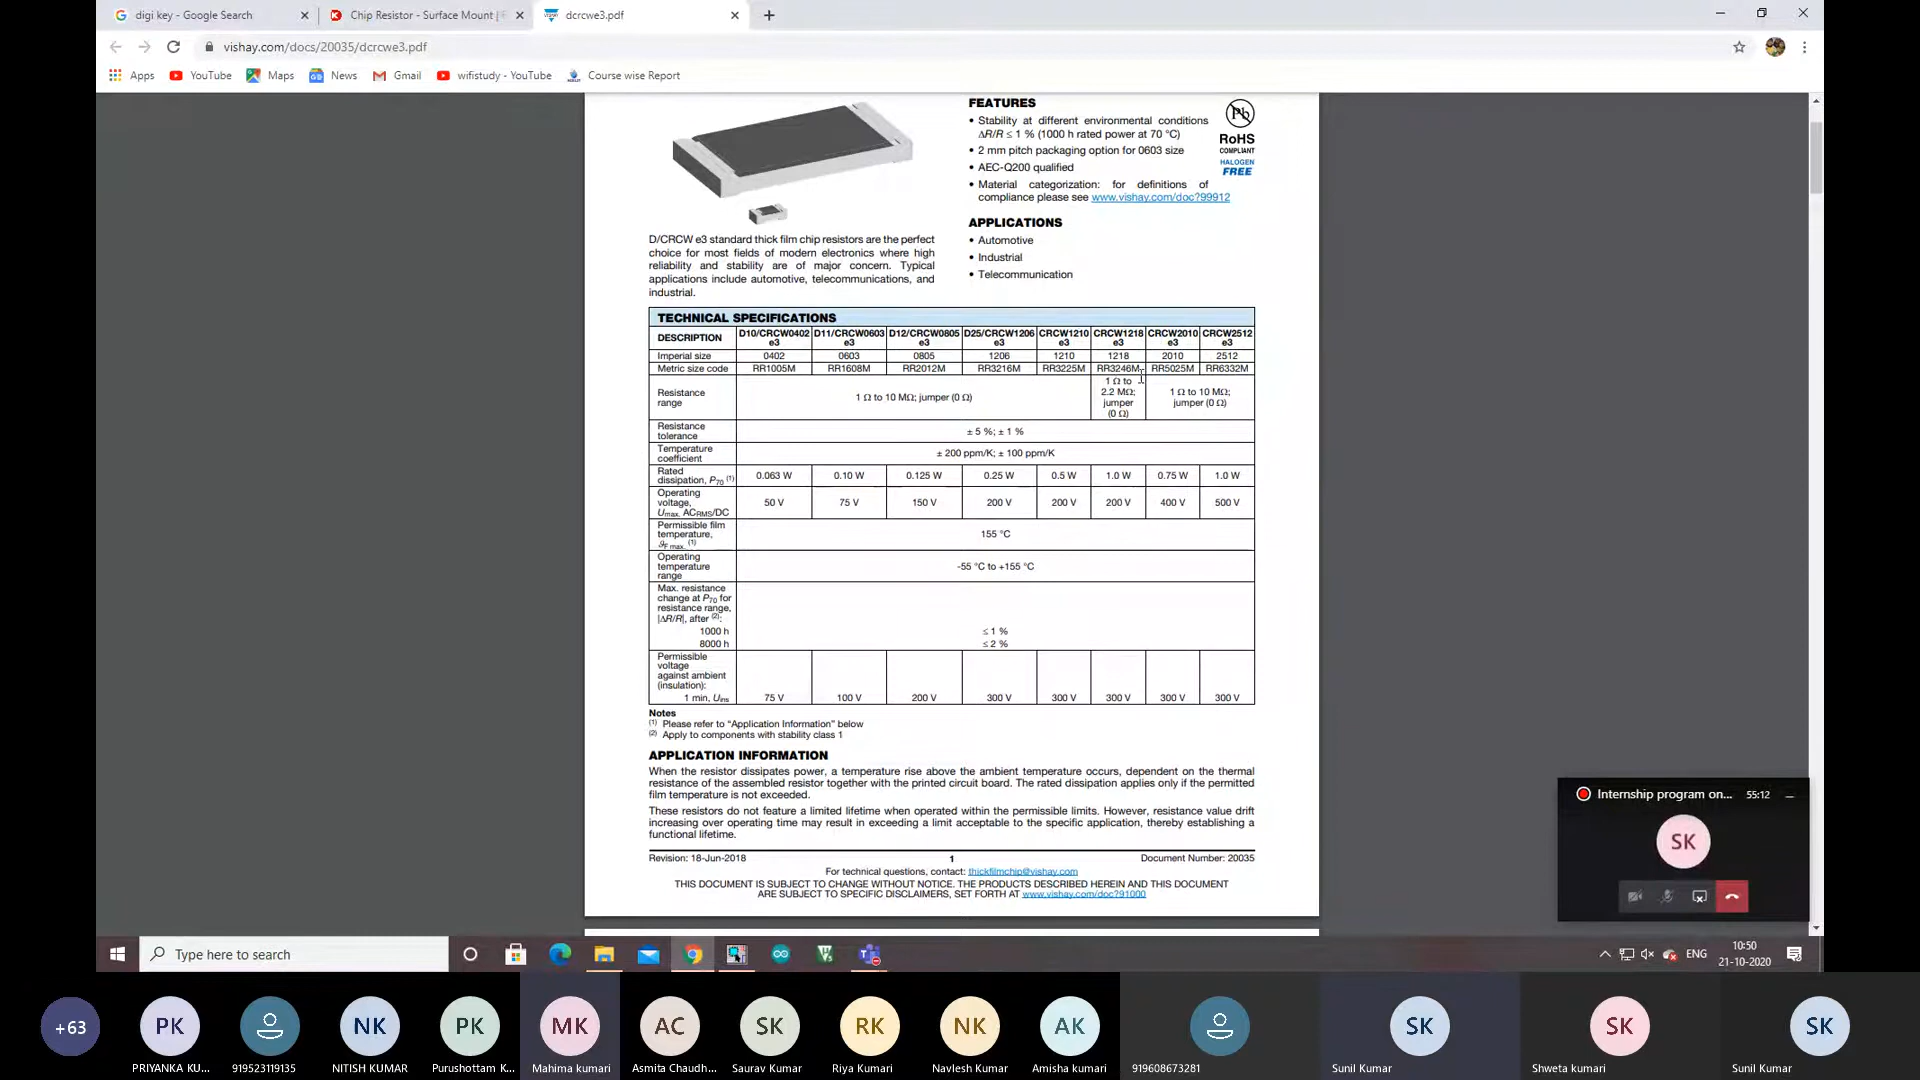 digi key - Google Search
Chip Resistor - Surface Mount |
dcrcwe3.pdf
vishay.com/docs/20035/dcrcwe3.pdf
Apps YouTube Maps News Gmail wifistudy - YouTube Course wise Report
FEATURES
• Stability at different environmental conditions
ΔR/R ≤ 1 % (1000 h rated power at 70 °C)
• 2 mm pitch packaging option for 0603 size
• AEC-Q200 qualified
• Material categorization: for definitions of
compliance please see www.vishay.com/doc?99912
Pb
RoHS
COMPLIANT
HALOGEN
FREE
APPLICATIONS
• Automotive
• Industrial
• Telecommunication
D/CRCW e3 standard thick film chip resistors are the perfect
choice for most fields of modern electronics where high
reliability and stability are of major concern. Typical
applications include automotive, telecommunications, and
industrial.
TECHNICAL SPECIFICATIONS
DESCRIPTION D10/CRCW0402 e3 D11/CRCW0603 e3 D12/CRCW0805 e3 D25/CRCW1206 e3 CRCW1210 e3 CRCW1218 e3 CRCW2010 e3 CRCW2512 e3
Imperial size 0402 0603 0805 1206 1210 1218 2010 2512
Metric size code RR1005M RR1608M RR2012M RR3216M RR3225M RR3246M RR5025M RR6332M
Resistance range 1 Ω to 10 MΩ; jumper (0 Ω) 1 Ω to 2.2 MΩ; jumper (0 Ω) 1 Ω to 10 MΩ; jumper (0 Ω)
Resistance tolerance ± 5 %; ± 1 %
Temperature coefficient ± 200 ppm/K; ± 100 ppm/K
Rated dissipation, P70 (1) 0.063 W 0.10 W 0.125 W 0.25 W 0.5 W 1.0 W 0.75 W 1.0 W
Operating voltage, Umax. ACRMS/DC 50 V 75 V 150 V 200 V 200 V 200 V 400 V 500 V
Permissible film temperature, ϑF max. (1) 155 °C
Operating temperature range -55 °C to +155 °C
Max. resistance change at P70 for resistance range, |ΔR/R|, after (2):
1000 h ≤ 1 %
8000 h ≤ 2 %
Permissible voltage against ambient (insulation):
1 min, Uins 75 V 100 V 200 V 300 V 300 V 300 V 300 V 300 V
Notes
(1) Please refer to “Application Information” below
(2) Apply to components with stability class 1
APPLICATION INFORMATION
When the resistor dissipates power, a temperature rise above the ambient temperature occurs, dependent on the thermal
resistance of the assembled resistor together with the printed circuit board. The rated dissipation applies only if the permitted
film temperature is not exceeded.
These resistors do not feature a limited lifetime when operated within the permissible limits. However, resistance value drift
increasing over operating time may result in exceeding a limit acceptable to the specific application, thereby establishing a
functional lifetime.
Revision: 18-Jun-2018 1 Document Number: 20035
For technical questions, contact: thickfilmchip@vishay.com
THIS DOCUMENT IS SUBJECT TO CHANGE WITHOUT NOTICE. THE PRODUCTS DESCRIBED HEREIN AND THIS DOCUMENT
ARE SUBJECT TO SPECIFIC DISCLAIMERS, SET FORTH AT www.vishay.com/doc?91000
Internship program on... 55:12
SK
Type here to search
ENG
10:50
21-10-2020
+63 PK NK PK MK AC SK RK NK AK SK SK SK
PRIYANKA KU... 919523119135 NITISH KUMAR Purushottam K... Mahima kumari Asmita Chaudh... Saurav Kumar Riya Kumari Navlesh Kumar Amisha kumari 919608673281 Sunil Kumar Shweta kumari Sunil Kumar